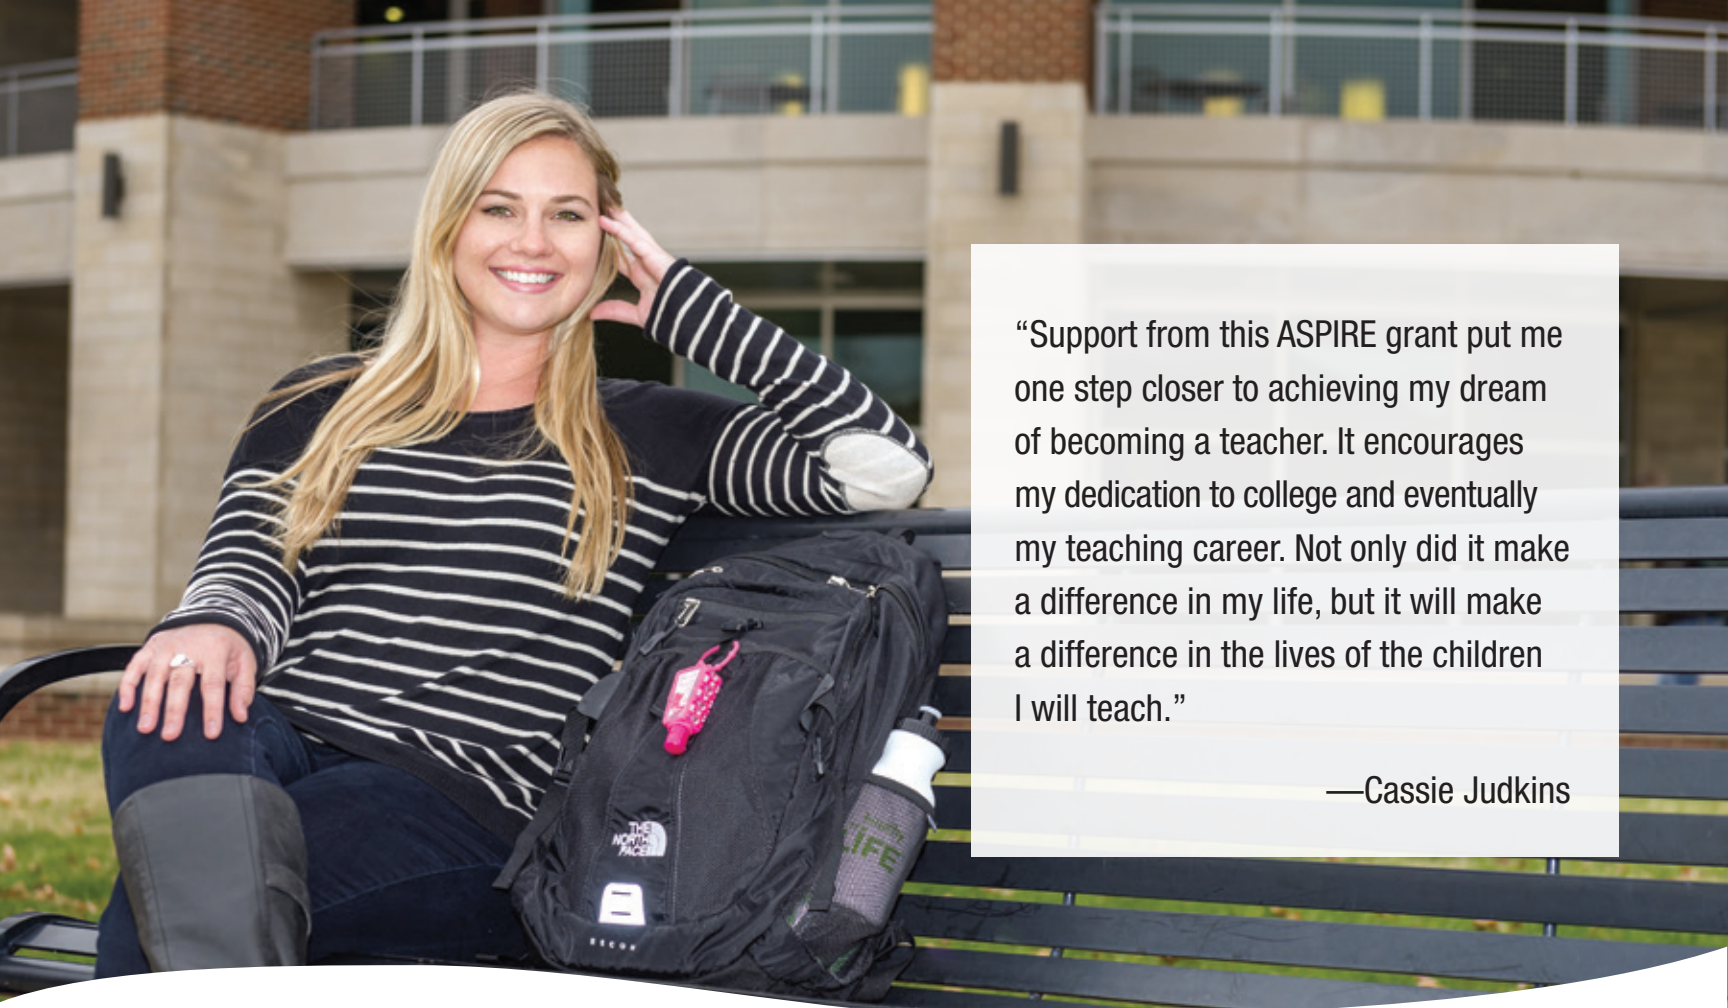 “Support from this ASPIRE grant put me
one step closer to achieving my dream
of becoming a teacher. It encourages
my dedication to college and eventually
my teaching career. Not only did it make
a difference in my life, but it will make
a difference in the lives of the children
I will teach.”
—Cassie Judkins
THE
NORTH
FACE
RECON
LIFE